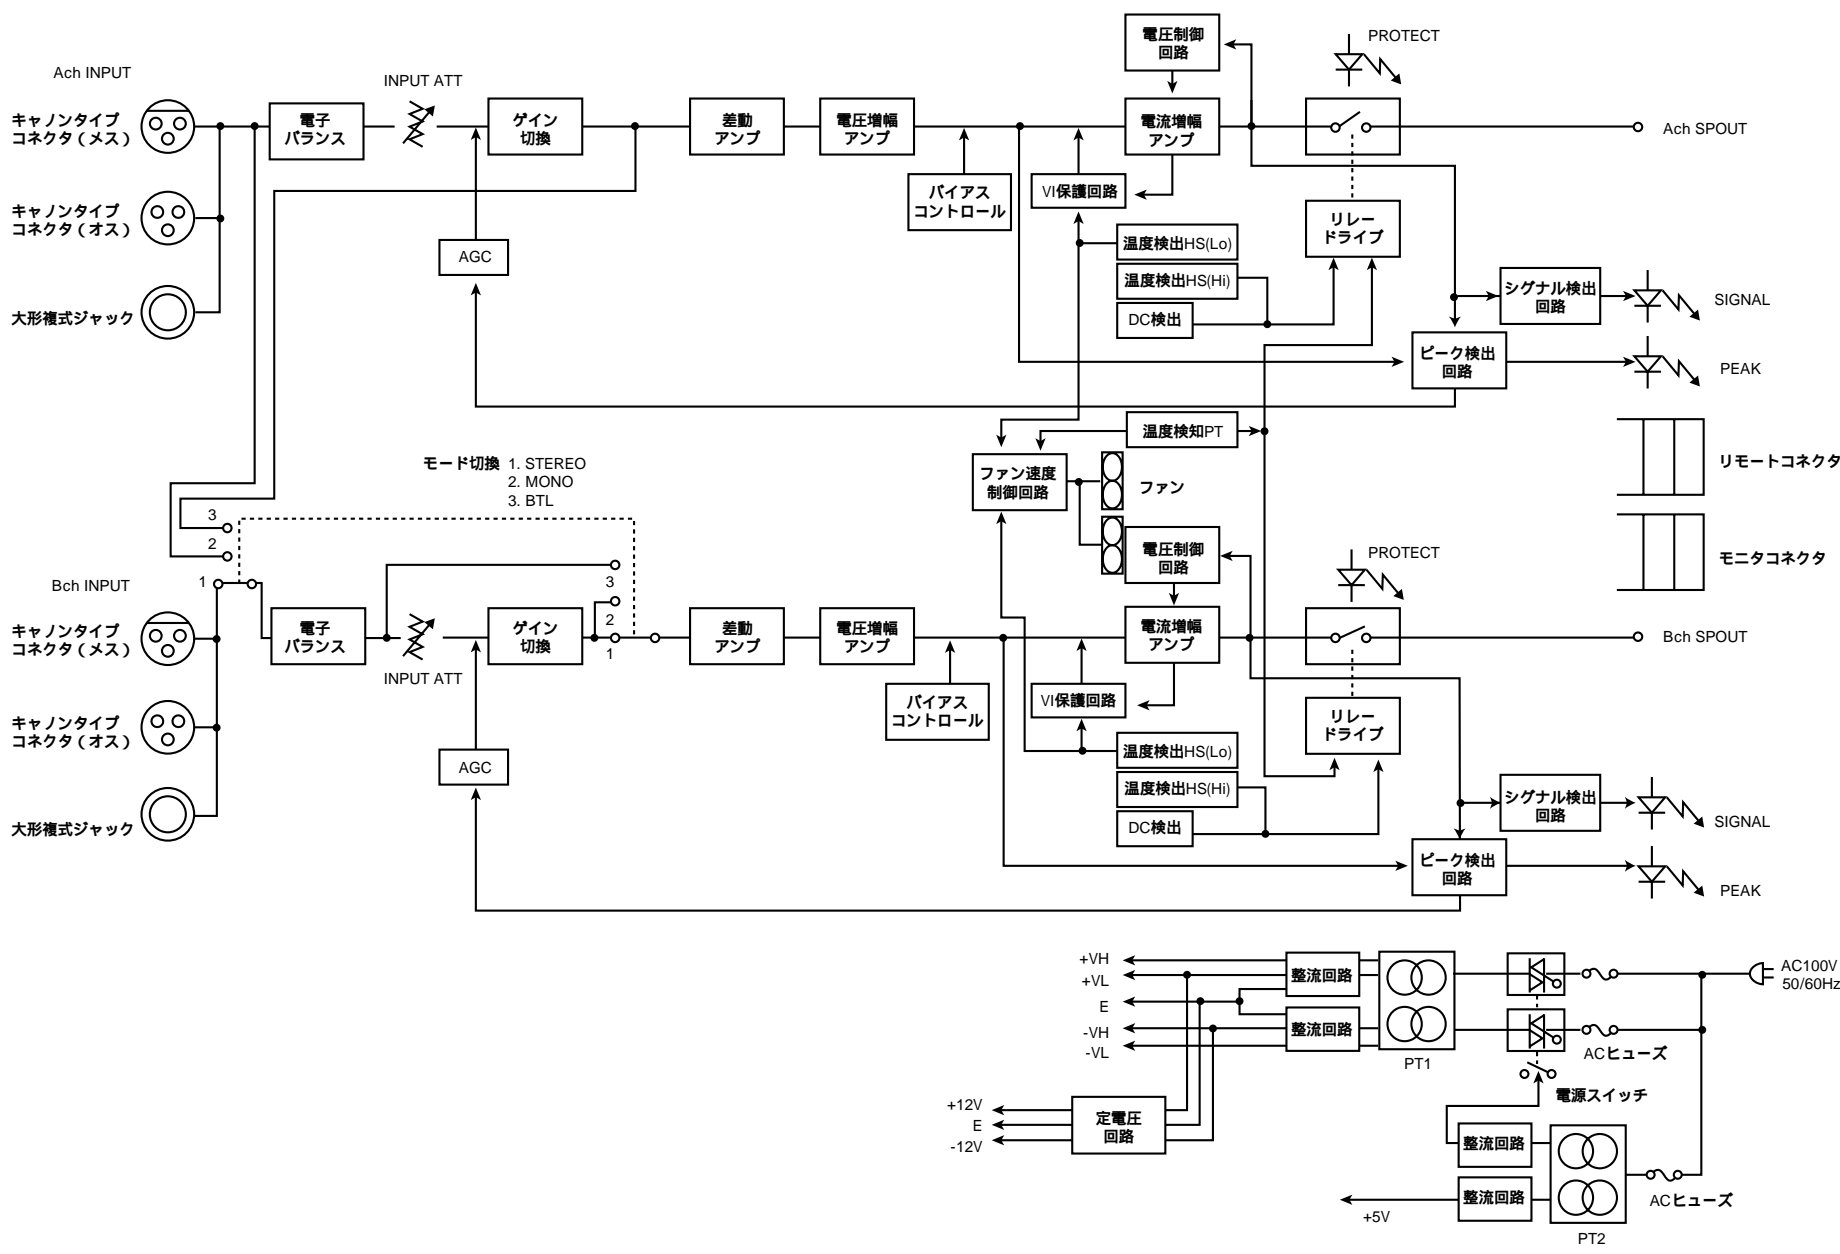 Ach INPUT
キャノンタイプ
コネクタ（メス）
キャノンタイプ
コネクタ（オス）
大形複式ジャック
電子
バランス
INPUT ATT
ゲイン
切換
AGC
差動
アンプ
電圧増幅
アンプ
バイアス
コントロール
電圧制御
回路
電流増幅
アンプ
VI保護回路
温度検出HS(Lo)
温度検出HS(Hi)
DC検出
PROTECT
リレー
ドライブ
Ach SPOUT
シグナル検出
回路
SIGNAL
ピーク検出
回路
PEAK
温度検知PT
ファン速度
制御回路
ファン
リモートコネクタ
モニタコネクタ
モード切換 1. STEREO
2. MONO
3. BTL
3
2
1
Bch INPUT
キャノンタイプ
コネクタ（メス）
キャノンタイプ
コネクタ（オス）
大形複式ジャック
電子
バランス
INPUT ATT
ゲイン
切換
AGC
3
2
1
差動
アンプ
電圧増幅
アンプ
バイアス
コントロール
電圧制御
回路
電流増幅
アンプ
VI保護回路
温度検出HS(Lo)
温度検出HS(Hi)
DC検出
PROTECT
リレー
ドライブ
Bch SPOUT
シグナル検出
回路
SIGNAL
ピーク検出
回路
PEAK
+VH
+VL
E
-VH
-VL
整流回路
整流回路
PT1
AC100V
50/60Hz
ACヒューズ
電源スイッチ
+12V
E
-12V
定電圧
回路
整流回路
整流回路
+5V
PT2
ACヒューズ